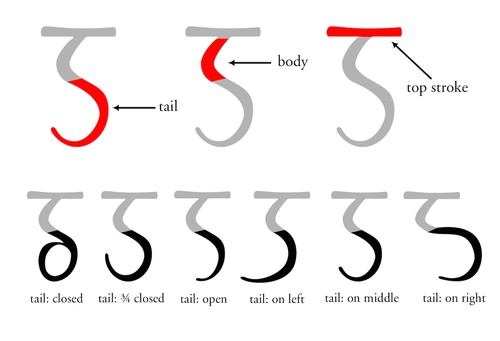 tail
body
top stroke
tail: closed
tail: ¾ closed
tail: open
tail: on left
tail: on middle
tail: on right